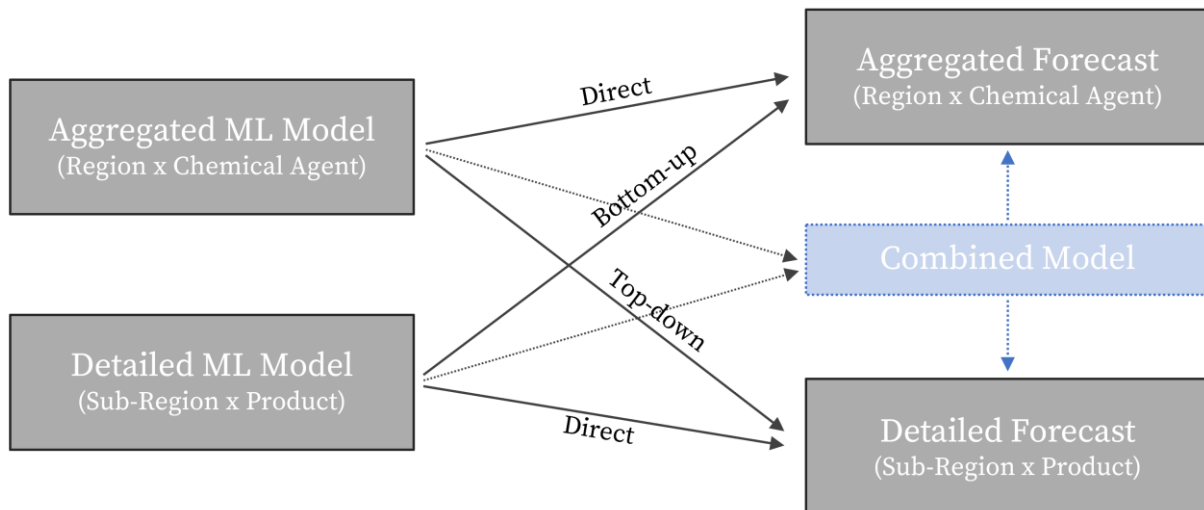 Aggregated ML Model
(Region x Chemical Agent)
Detailed ML Model
(Sub-Region x Product)
Direct
Bottom-up
Top-down
Direct
Aggregated Forecast
(Region x Chemical Agent)
Combined Model
Detailed Forecast
(Sub-Region x Product)